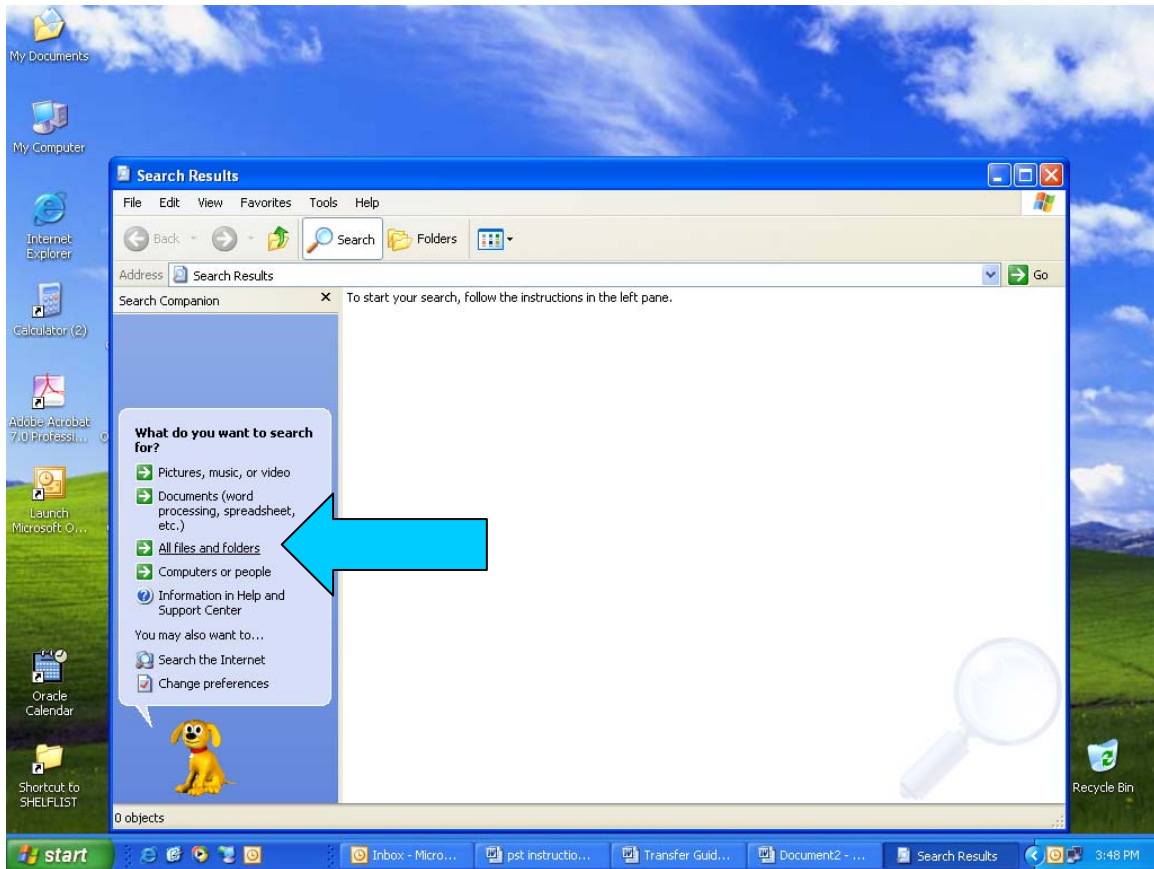 My Documents
My Computer
Internet
Explorer
Calculator (2)
Adobe Acrobat
7.0 Professi...
Launch
Microsoft O...
Oracle
Calendar
Shortcut to
SHELFLIST
Search Results
File Edit View Favorites Tools Help
Back Search Folders
Address Search Results Go
Search Companion
To start your search, follow the instructions in the left pane.
What do you want to search
for?
Pictures, music, or video
Documents (word
processing, spreadsheet,
etc.)
All files and folders
Computers or people
Information in Help and
Support Center
You may also want to...
Search the Internet
Change preferences
0 objects
Recycle Bin
start Inbox - Micro... pst instructio... Transfer Guid... Document2 - ... Search Results 3:48 PM